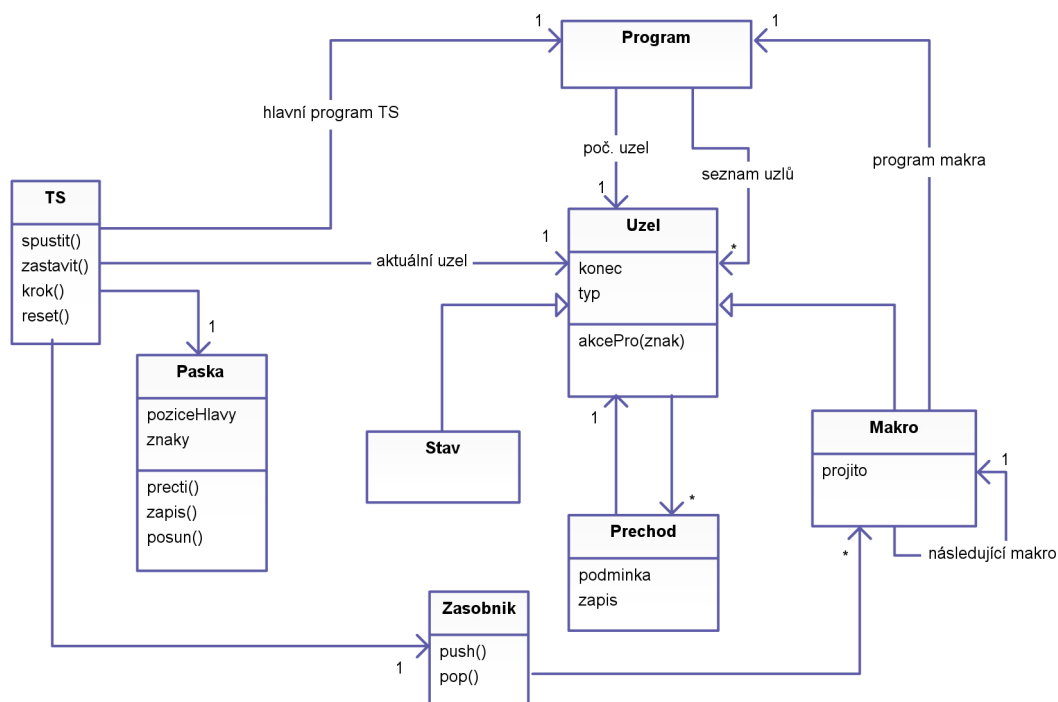 1
1
Program
hlavní program TS
poč. uzel
program makra
seznam uzlů
TS
1
Uzel
spustit()
zastavit()
krok()
reset()
1
*
aktuální uzel
konec
typ
1
akcePro(znak)
Paska
poziceHlavy
znaky
1
Makro
Stav
1
projito
precti()
zapis()
posun()
*
Prechod
*
následující makro
podminka
zapis
Zasobnik
1
push()
pop()